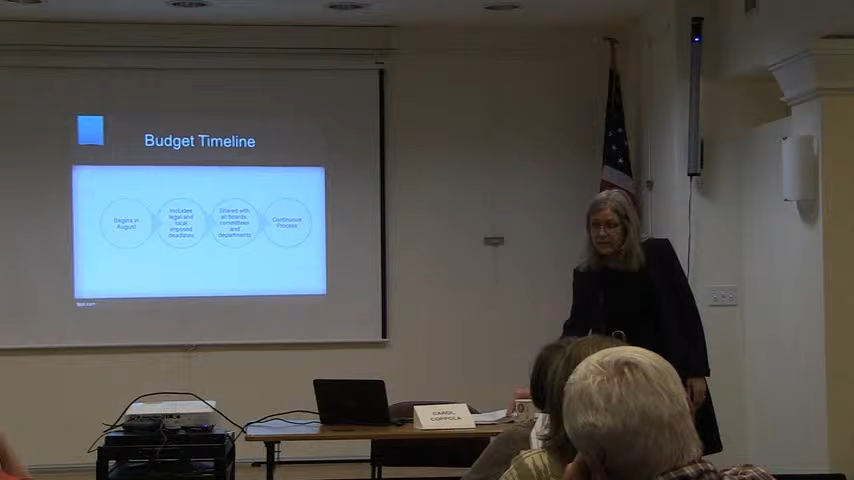 Budget Timeline
Begins in
August
Includes
legal and
local
imposed
deadlines
Shared with
all boards,
committees
and
departments
Continuous
Process
CAROL
COPPOLA